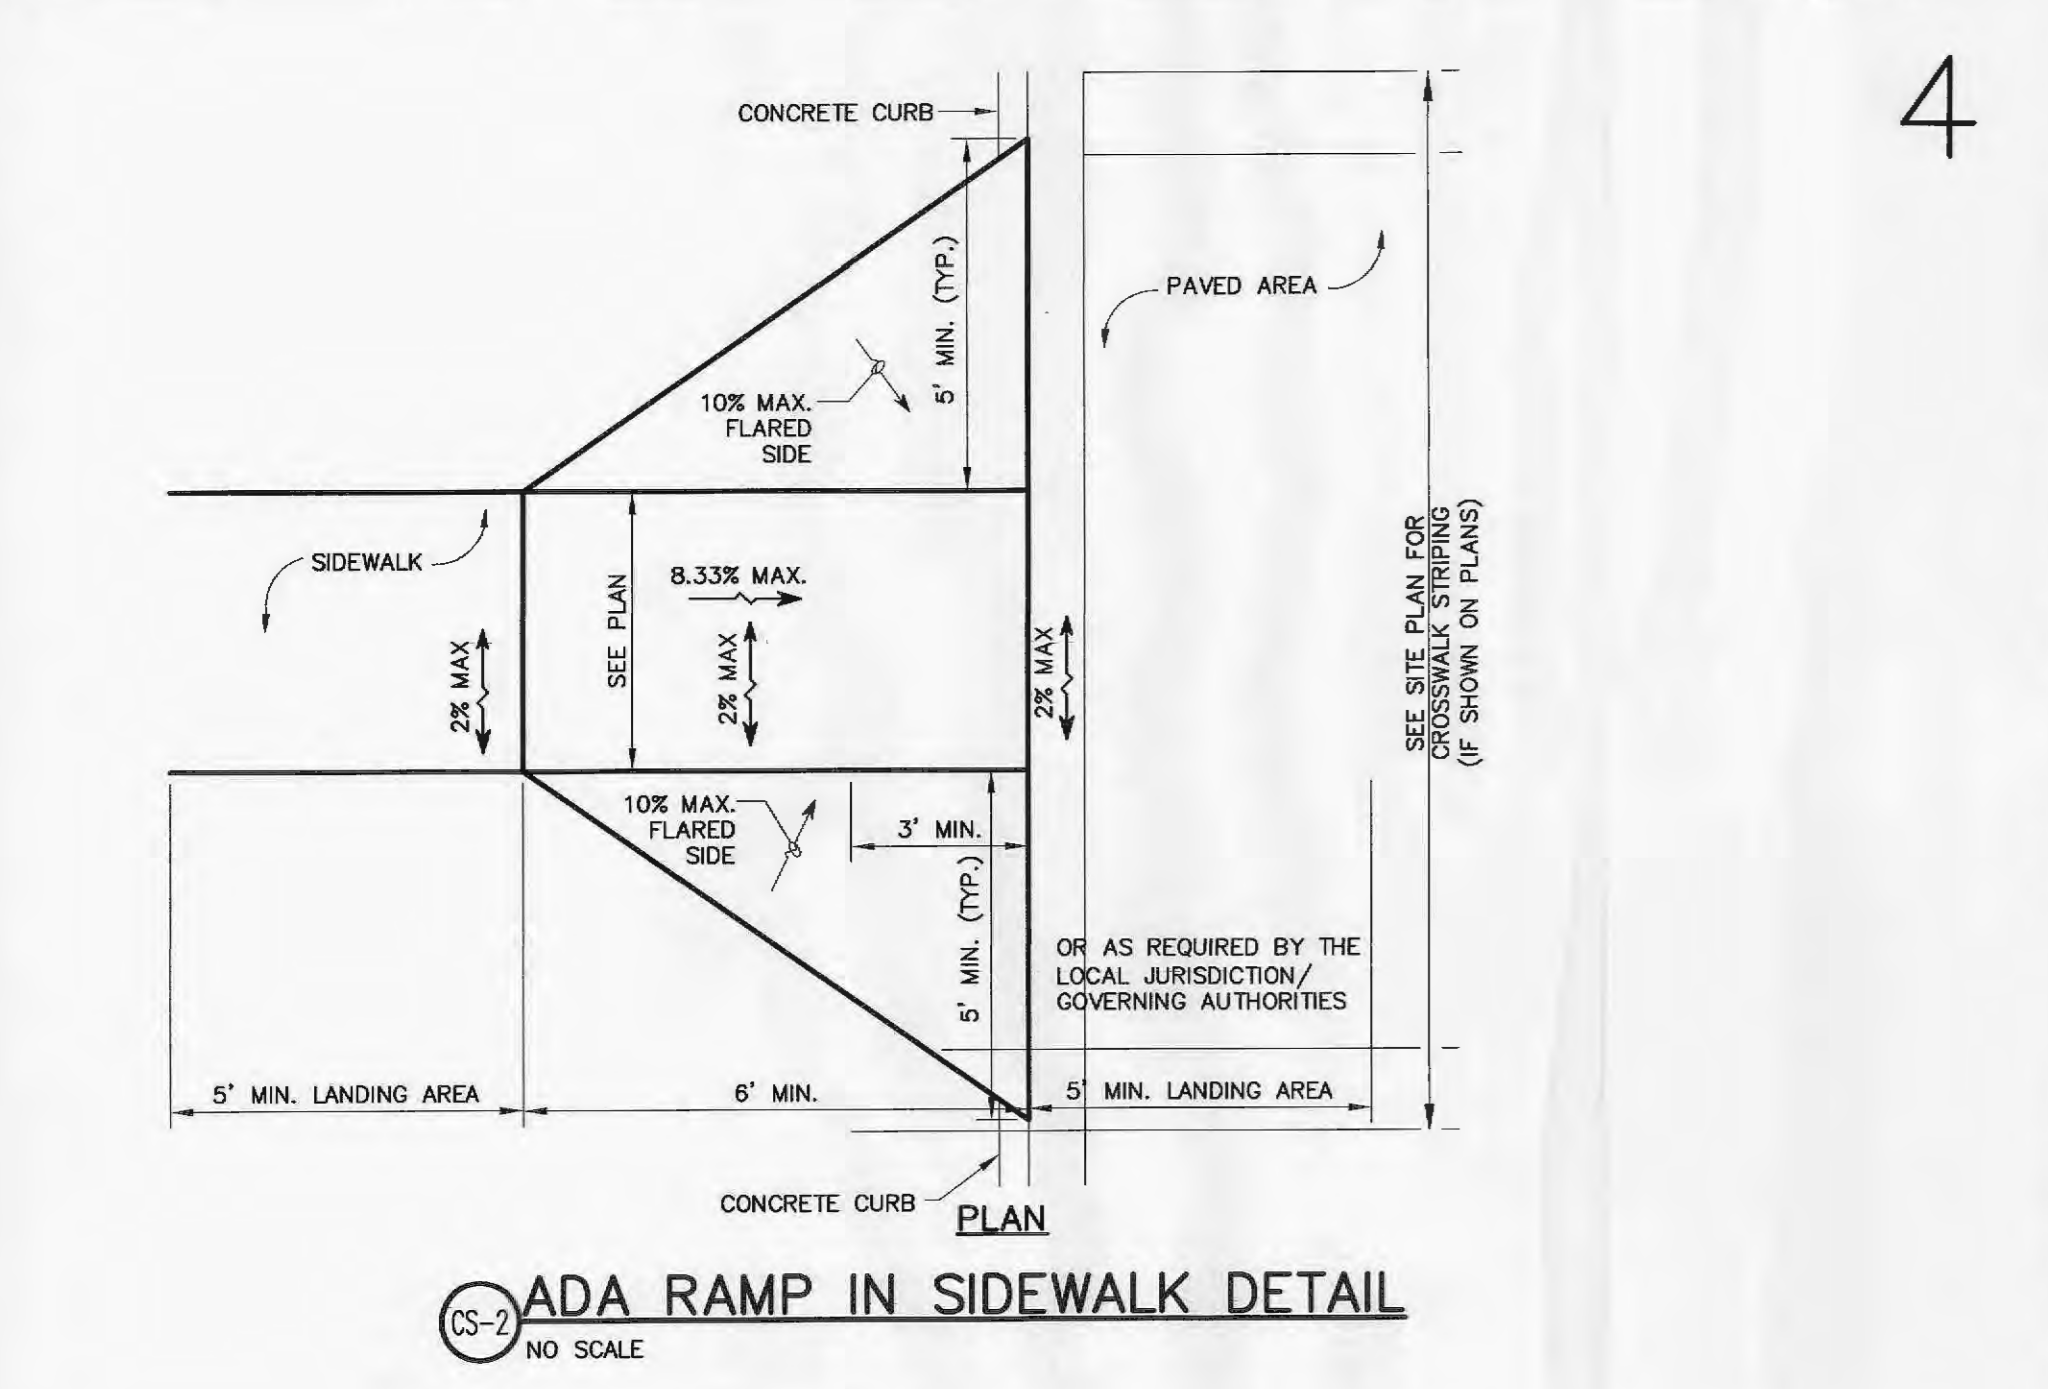 4
CONCRETE CURB
5' MIN. (TYP.)
PAVED AREA
10% MAX.
FLARED
SIDE
SIDEWALK
2% MAX
SEE PLAN
8.33% MAX.
2% MAX
2% MAX
SEE SITE PLAN FOR
CROSSWALK STRIPING
(IF SHOWN ON PLANS)
10% MAX.
FLARED
SIDE
3' MIN.
5' MIN. (TYP.)
OR AS REQUIRED BY THE
LOCAL JURISDICTION/
GOVERNING AUTHORITIES
5' MIN. LANDING AREA
6' MIN.
5' MIN. LANDING AREA
CONCRETE CURB
PLAN
CS-2
ADA RAMP IN SIDEWALK DETAIL
NO SCALE